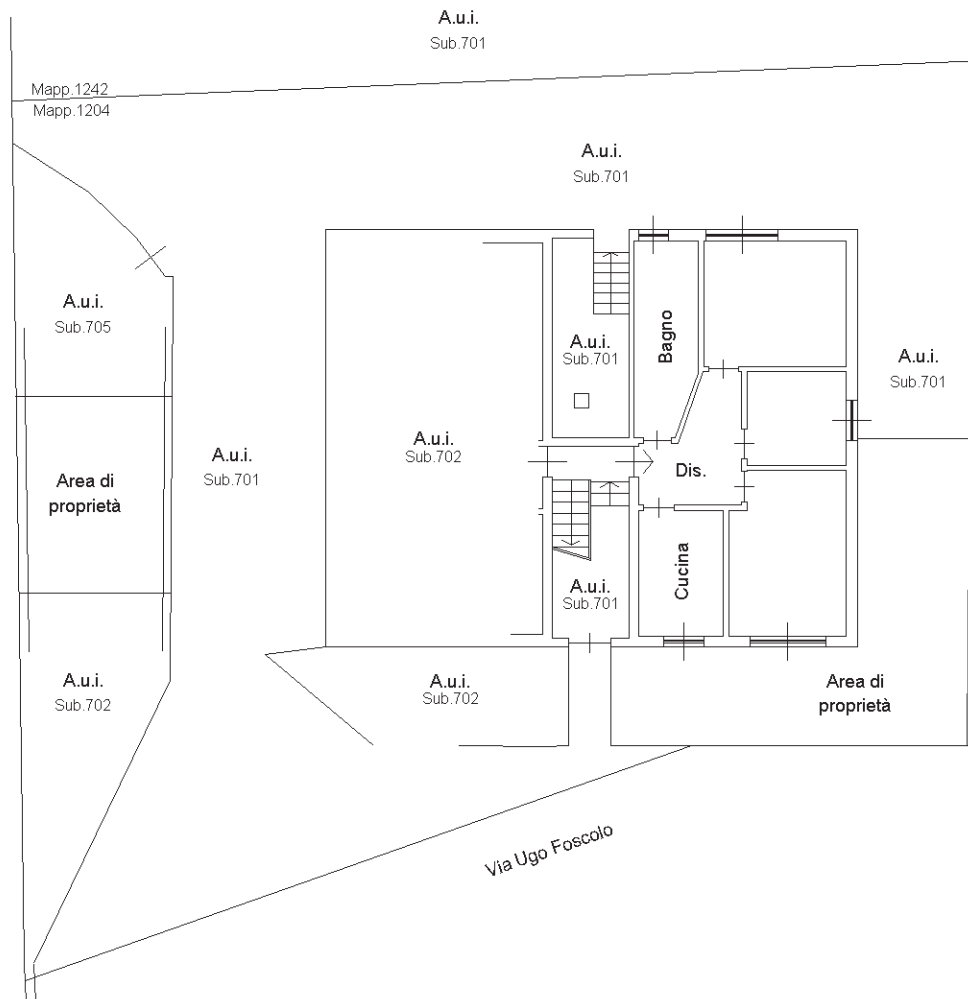 A.u.i.
Sub.701
Mapp.1242
Mapp.1204
A.u.i.
Sub.701
A.u.i.
Sub.705
A.u.i.
Sub.701
Bagno
A.u.i.
Sub.701
A.u.i.
Sub.702
A.u.i.
Sub.701
Dis.
Area di
proprietà
Cucina
A.u.i.
Sub.701
A.u.i.
Sub.702
A.u.i.
Sub.702
Area di
proprietà
Via Ugo Foscolo